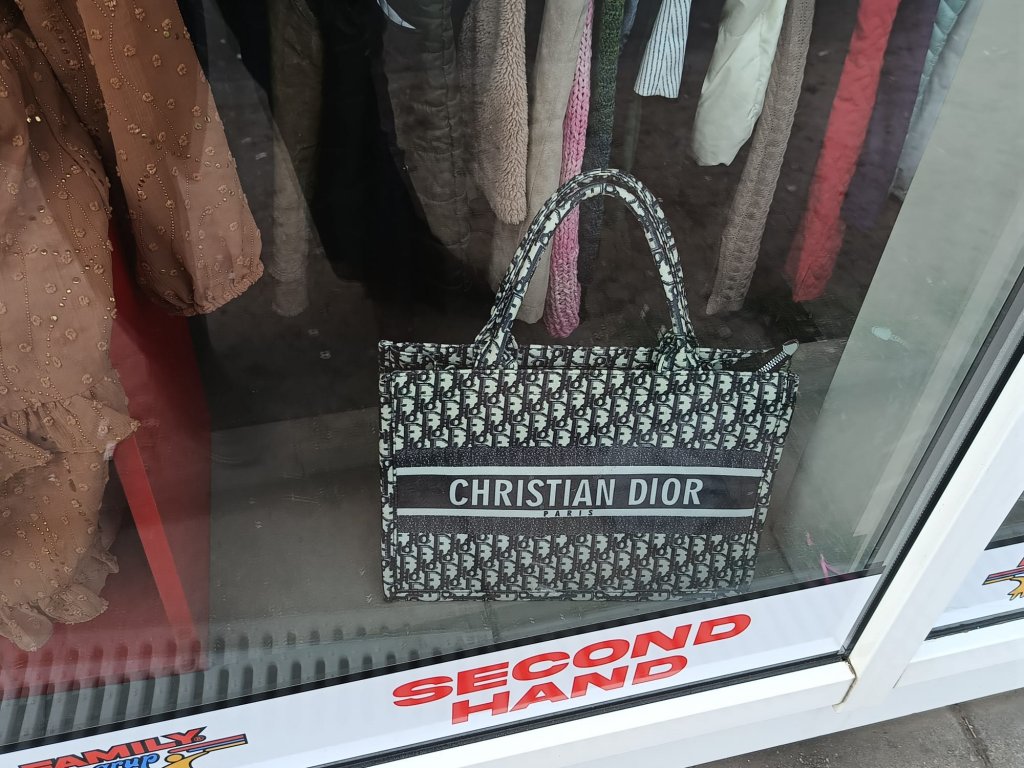 CHRISTIAN DIOR
PARIS
SECOND
HAND
FAMILY